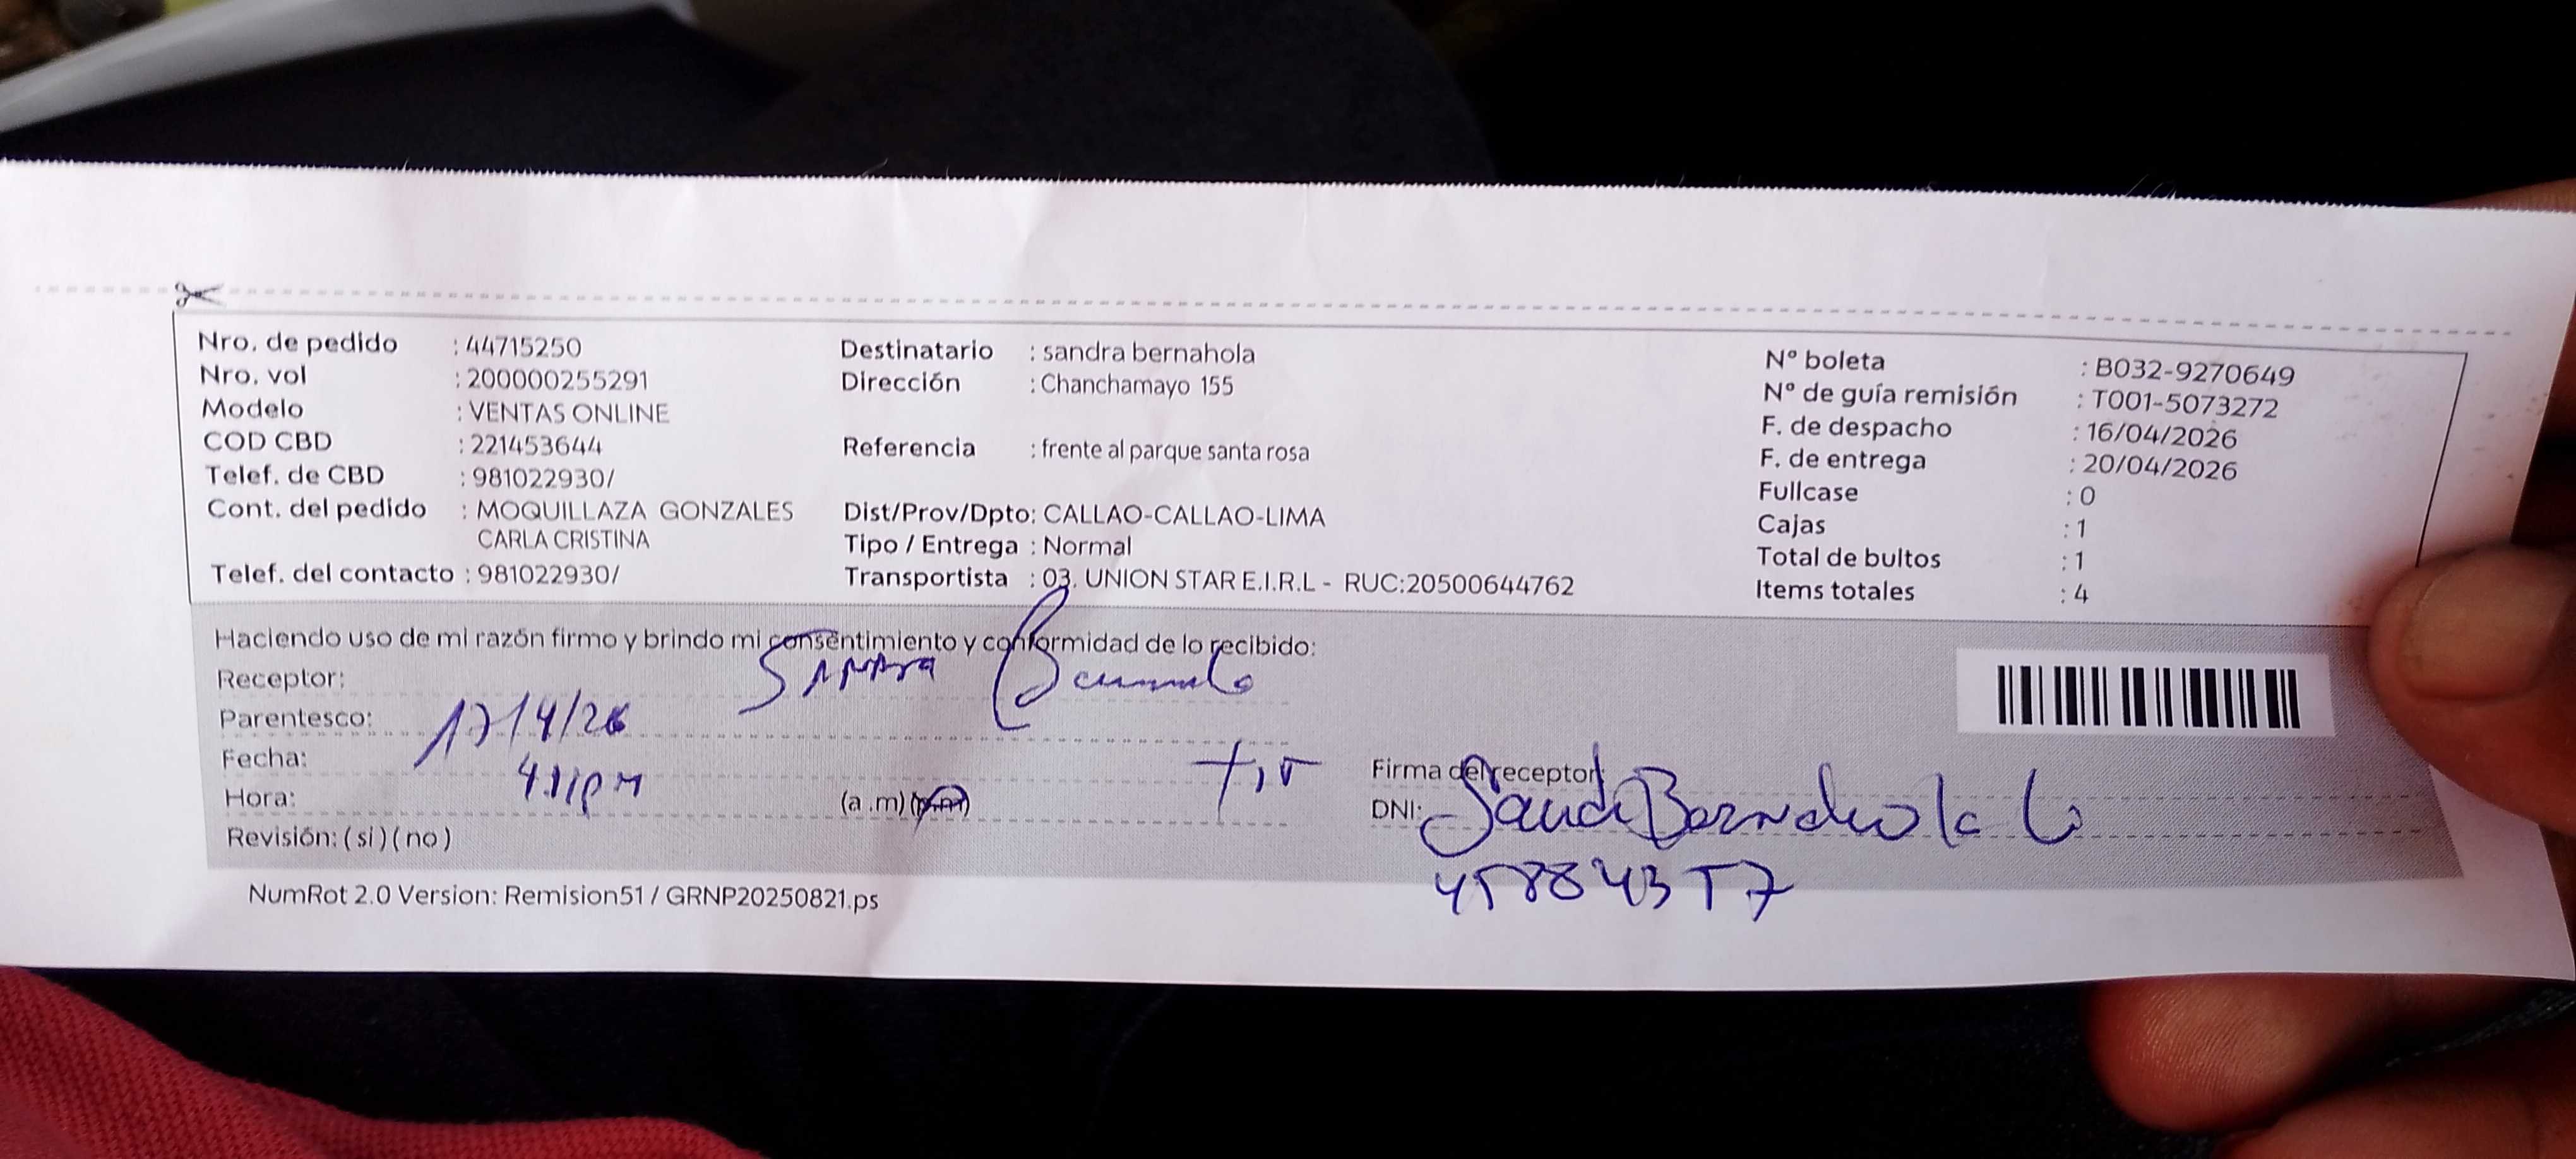 Nro. de pedido : 44715250
Nro. vol : 200000255291
Modelo : VENTAS ONLINE
COD CBD : 221453644
Telef. de CBD : 981022930/
Cont. del pedido : MOQUILLAZA GONZALES
CARLA CRISTINA
Telef. del contacto : 981022930/
Destinatario : sandra bernahola
Dirección : Chanchamayo 155
Referencia : frente al parque santa rosa
Dist/Prov/Dpto: CALLAO-CALLAO-LIMA
Tipo / Entrega : Normal
Transportista : 03. UNION STAR E.I.R.L - RUC:20500644762
N° boleta : B032-9270649
N° de guía remisión : T001-5073272
F. de despacho : 16/04/2026
F. de entrega : 20/04/2026
Fullcase : 0
Cajas : 1
Total de bultos : 1
Items totales : 4
Haciendo uso de mi razón firmo y brindo mi consentimiento y conformidad de lo recibido:
Receptor: Sandra
Parentesco:
Fecha: 17/4/26
Hora: (a .m) (p.m)
Revisión: ( si ) ( no )
Firma del receptor:
DNI:
NumRot 2.0 Version: Remision51 / GRNP20250821.ps